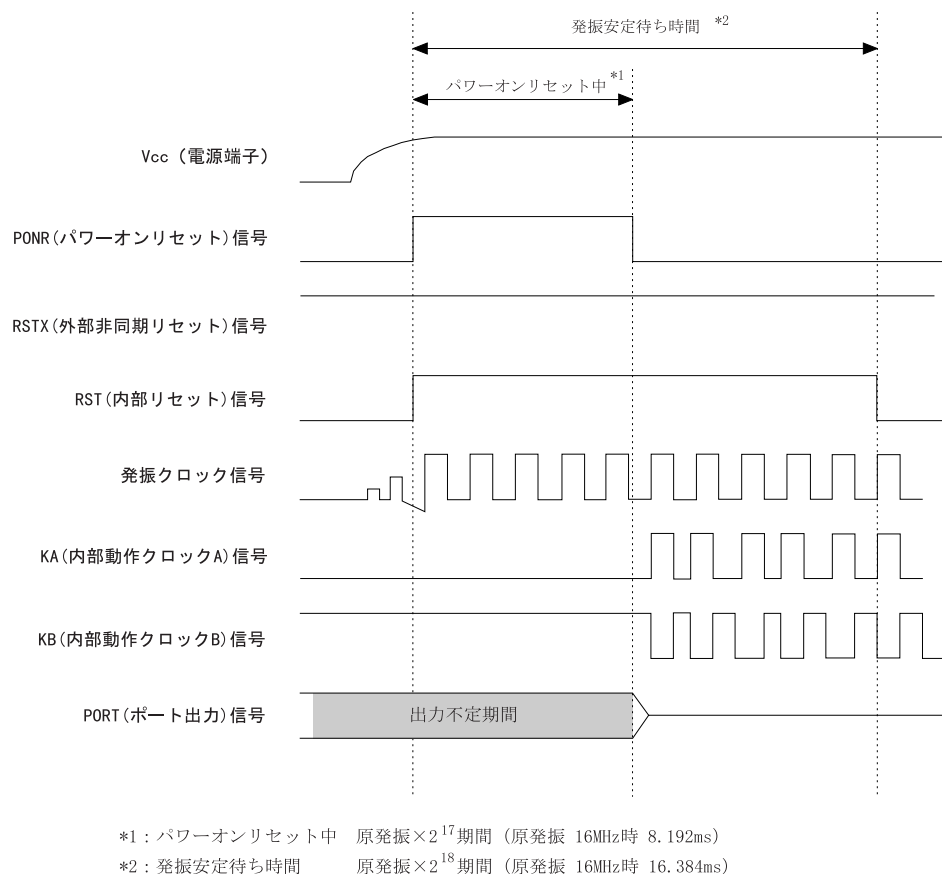 発振安定待ち時間 *2
パワーオンリセット中*1
Vcc(電源端子)
PONR(パワーオンリセット)信号
RSTX(外部非同期リセット)信号
RST(内部リセット)信号
発振クロック信号
KA(内部動作クロックA)信号
KB(内部動作クロックB)信号
PORT(ポート出力)信号
出力不定期間
*1:パワーオンリセット中 原発振×2^17期間(原発振 16MHz時 8.192ms)
*2:発振安定待ち時間 原発振×2^18期間(原発振 16MHz時 16.384ms)